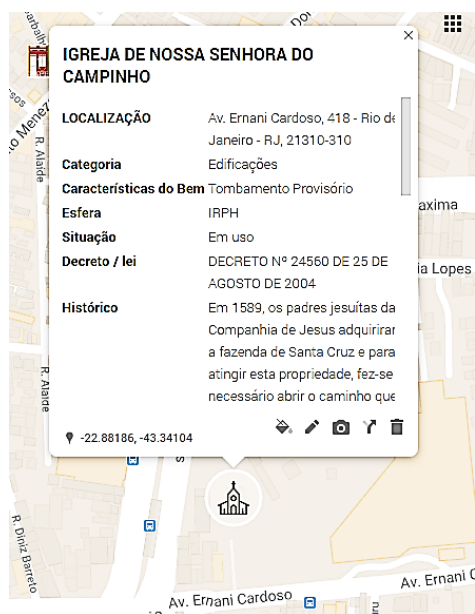 IGREJA DE NOSSA SENHORA DO
CAMPINHO
LOCALIZAÇÃO Av. Ernani Cardoso, 418 - Rio de
Janeiro - RJ, 21310-310
Categoria Edificações
Características do Bem Tombamento Provisório
Esfera IRPH
Situação Em uso
Decreto / lei DECRETO Nº 24560 DE 25 DE
AGOSTO DE 2004
Histórico Em 1589, os padres jesuítas da
Companhia de Jesus adquirirar
a fazenda de Santa Cruz e para
atingir esta propriedade, fez-se
necessário abrir o caminho que
-22.88186, -43.34104
R. Alaide
R. Alaide
axima
ia Lopes
R. Diniz Barreto
Av. Ernani Cardoso
Av. Ernani C